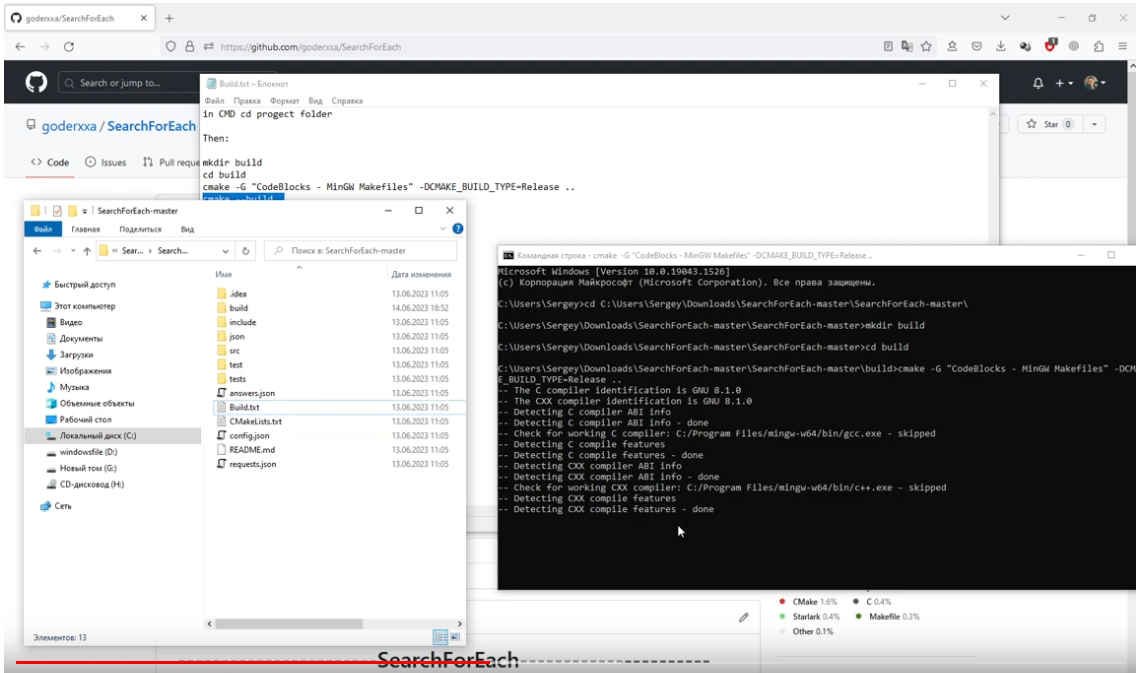 goderxxa/SearchForEach
https://github.com/goderxxa/SearchForEach
Search or jump to...
goderxxa / SearchForEach
Star 0
Code
Issues
Pull reque
Build.txt – Блокнот
Файл Правка Формат Вид Справка
in CMD cd progect folder
Then:
mkdir build
cd build
cmake -G "CodeBlocks - MinGW Makefiles" -DCMAKE_BUILD_TYPE=Release ..
cmake --build .
SearchForEach-master
Файл Главная Поделиться Вид
« Sear... › Search...
Поиск в: SearchForEach-master
Быстрый доступ
Этот компьютер
Видео
Документы
Загрузки
Изображения
Музыка
Объемные объекты
Рабочий стол
Локальный диск (C:)
windowsfile (D:)
Новый том (G:)
CD-дисковод (H:)
Сеть
Имя Дата изменения
.idea 13.06.2023 11:05
build 14.06.2023 18:52
include 13.06.2023 11:05
json 13.06.2023 11:05
src 13.06.2023 11:05
test 13.06.2023 11:05
tests 13.06.2023 11:05
answers.json 13.06.2023 11:05
Build.txt 13.06.2023 11:05
CMakeLists.txt 13.06.2023 11:05
config.json 13.06.2023 11:05
README.md 13.06.2023 11:05
requests.json 13.06.2023 11:05
Элементов: 13
Командная строка - cmake -G "CodeBlocks - MinGW Makefiles" -DCMAKE_BUILD_TYPE=Release ..
Microsoft Windows [Version 10.0.19043.1526]
(c) Корпорация Майкрософт (Microsoft Corporation). Все права защищены.
C:\Users\Sergey>cd C:\Users\Sergey\Downloads\SearchForEach-master\SearchForEach-master\
C:\Users\Sergey\Downloads\SearchForEach-master\SearchForEach-master>mkdir build
C:\Users\Sergey\Downloads\SearchForEach-master\SearchForEach-master>cd build
C:\Users\Sergey\Downloads\SearchForEach-master\SearchForEach-master\build>cmake -G "CodeBlocks - MinGW Makefiles" -DCM
E_BUILD_TYPE=Release ..
-- The C compiler identification is GNU 8.1.0
-- The CXX compiler identification is GNU 8.1.0
-- Detecting C compiler ABI info
-- Detecting C compiler ABI info - done
-- Check for working C compiler: C:/Program Files/mingw-w64/bin/gcc.exe - skipped
-- Detecting C compile features
-- Detecting C compile features - done
-- Detecting CXX compiler ABI info
-- Detecting CXX compiler ABI info - done
-- Check for working CXX compiler: C:/Program Files/mingw-w64/bin/c++.exe - skipped
-- Detecting CXX compile features
-- Detecting CXX compile features - done
CMake 1.6% C 0.4%
Starlark 0.4% Makefile 0.3%
Other 0.1%
SearchForEach